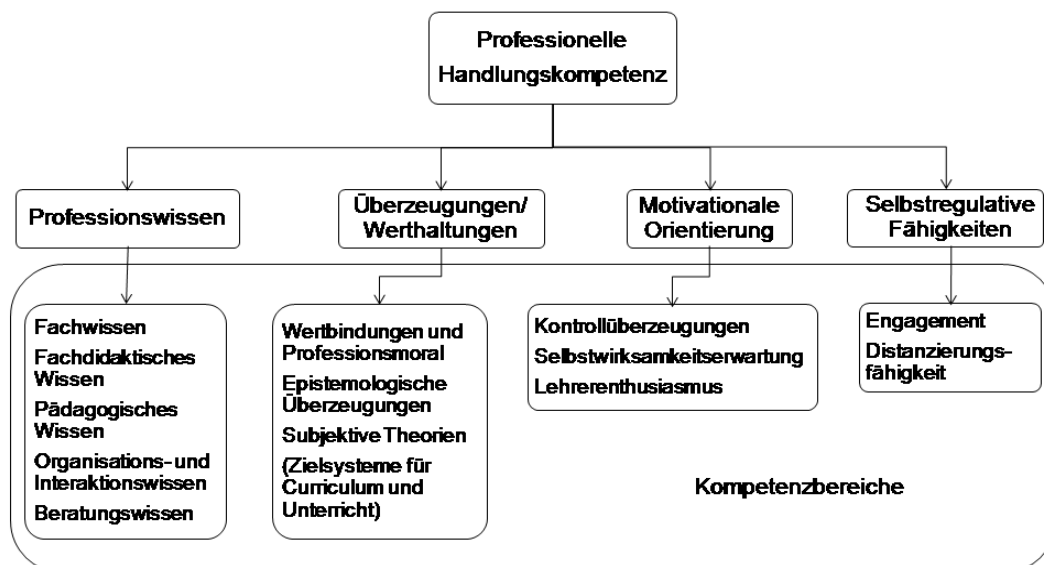 Professionelle
Handlungskompetenz
Professionswissen
Überzeugungen/
Werthaltungen
Motivationale
Orientierung
Selbstregulative
Fähigkeiten
Fachwissen
Fachdidaktisches
Wissen
Pädagogisches
Wissen
Organisations- und
Interaktionswissen
Beratungswissen
Wertbindungen und
Professionsmoral
Epistemologische
Überzeugungen
Subjektive Theorien
(Zielsysteme für
Curriculum und
Unterricht)
Kontrollüberzeugungen
Selbstwirksamkeitserwartung
Lehrerenthusiasmus
Engagement
Distanzierungs-
fähigkeit
Kompetenzbereiche